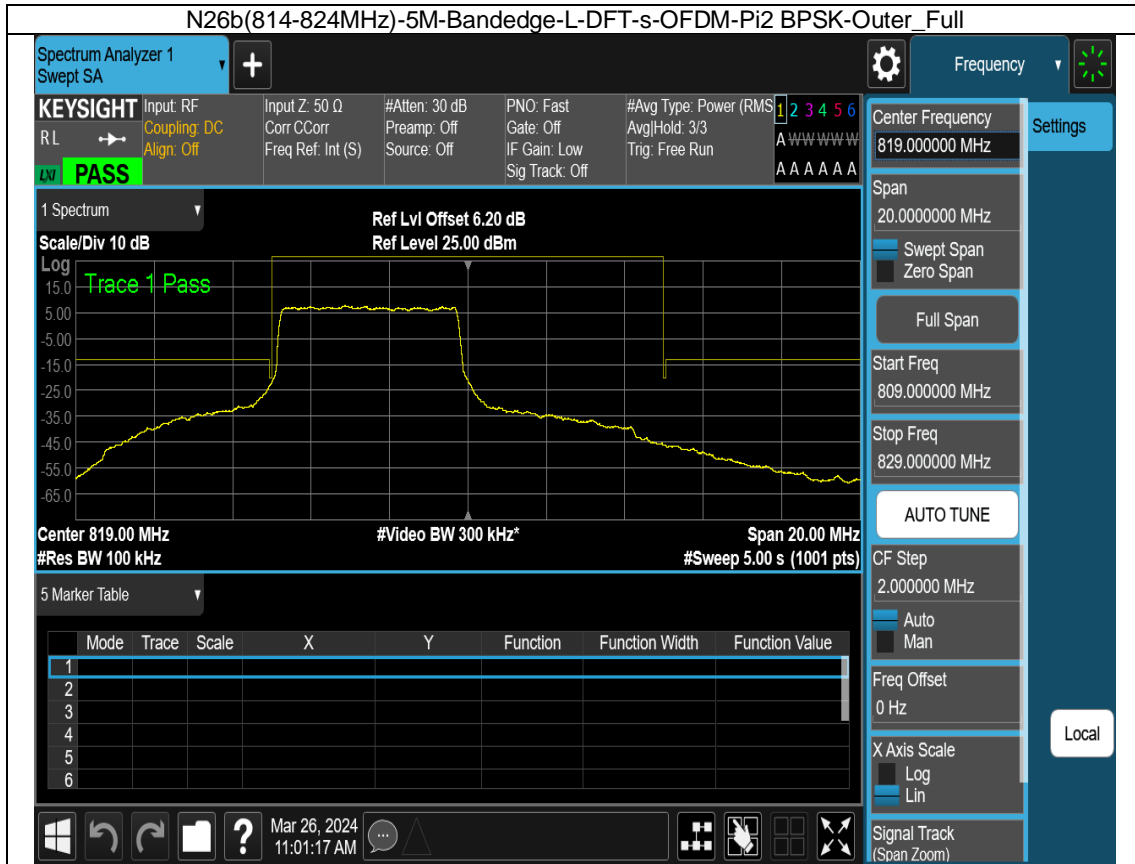 N26b(814-824MHz)-5M-Bandedge-L-DFT-s-OFDM-Pi2 BPSK-Outer_Full
Spectrum Analyzer 1
Swept SA
+
Frequency
KEYSIGHT
RL
LXI
PASS
Input: RF
Coupling: DC
Align: Off
Input Z: 50 Ω
Corr CCorr
Freq Ref: Int (S)
#Atten: 30 dB
Preamp: Off
Source: Off
PNO: Fast
Gate: Off
IF Gain: Low
Sig Track: Off
#Avg Type: Power (RMS
Avg|Hold: 3/3
Trig: Free Run
1 2 3 4 5 6
A W W W W W
A A A A A A
Center Frequency
819.000000 MHz
Settings
Span
20.0000000 MHz
Swept Span
Zero Span
Full Span
Start Freq
809.000000 MHz
Stop Freq
829.000000 MHz
AUTO TUNE
CF Step
2.000000 MHz
Auto
Man
Freq Offset
0 Hz
X Axis Scale
Log
Lin
Signal Track
(Span Zoom)
Local
1 Spectrum
Scale/Div 10 dB
Ref Lvl Offset 6.20 dB
Ref Level 25.00 dBm
Log
Trace 1 Pass
15.0
5.00
-5.00
-15.0
-25.0
-35.0
-45.0
-55.0
-65.0
Center 819.00 MHz
#Video BW 300 kHz*
Span 20.00 MHz
#Res BW 100 kHz
#Sweep 5.00 s (1001 pts)
5 Marker Table
Mode Trace Scale X Y Function Function Width Function Value
1
2
3
4
5
6
?
Mar 26, 2024
11:01:17 AM